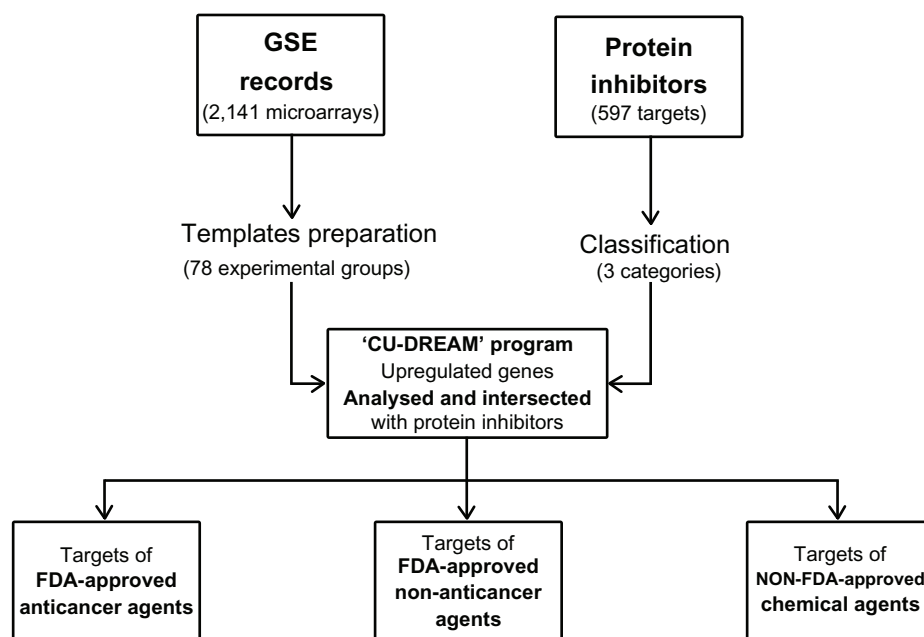 GSE
records
(2,141 microarrays)
Protein
inhibitors
(597 targets)
Templates preparation
(78 experimental groups)
Classification
(3 categories)
‘CU-DREAM’ program
Upregulated genes
Analysed and intersected
with protein inhibitors
Targets of
FDA-approved
anticancer agents
Targets of
FDA-approved
non-anticancer
agents
Targets of
NON-FDA-approved
chemical agents